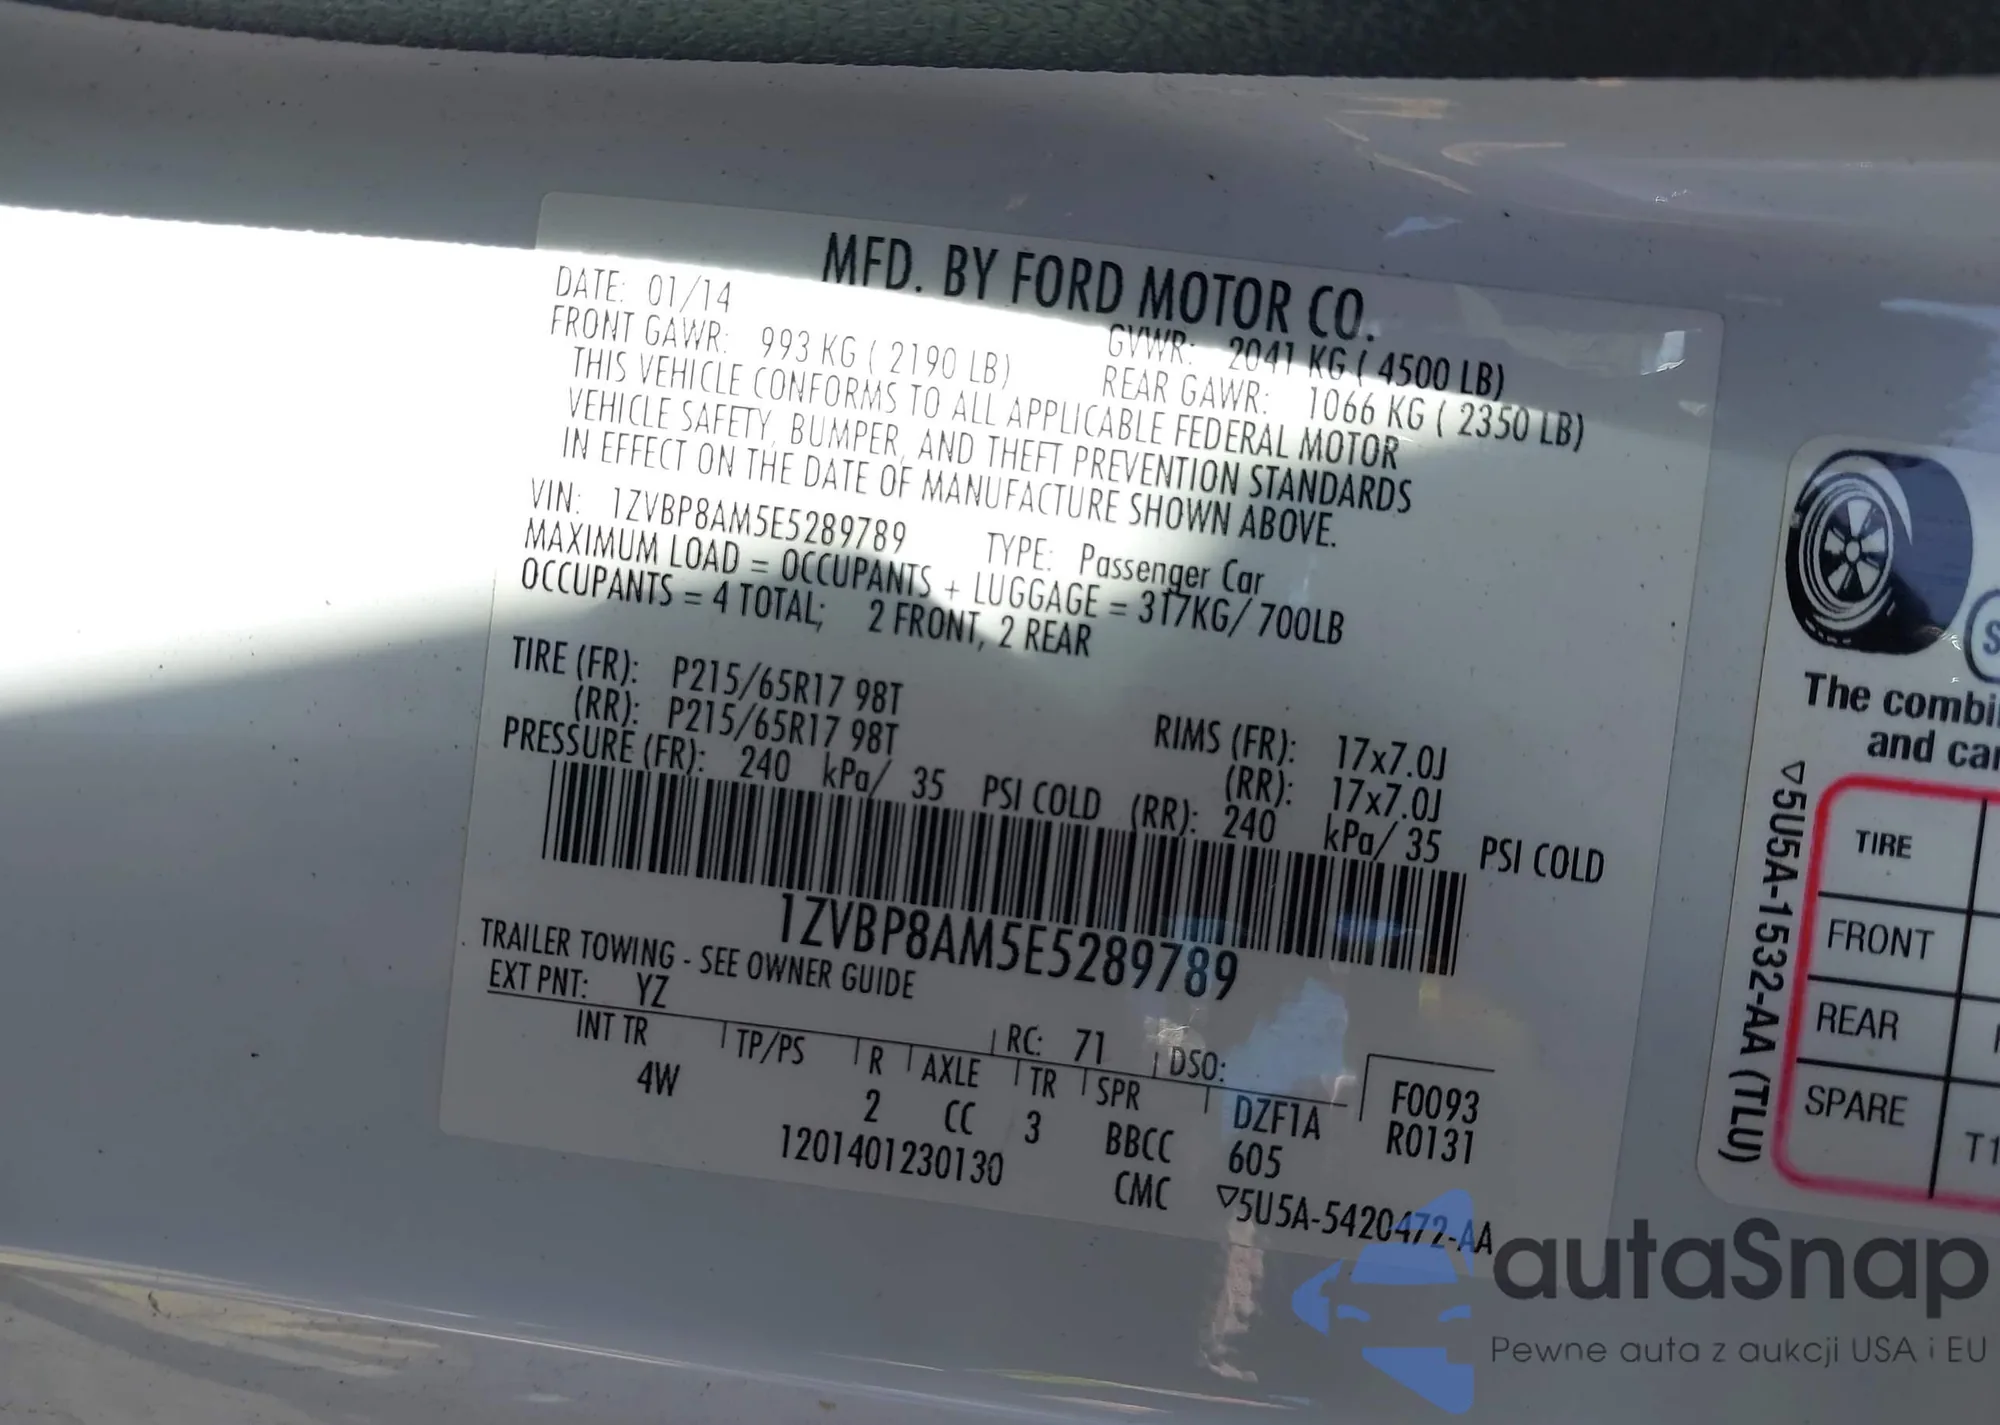 MFD. BY FORD MOTOR CO.
DATE: 01/14
GVWR: 2041 KG ( 4500 LB)
FRONT GAWR: 993 KG ( 2190 LB)
REAR GAWR: 1066 KG ( 2350 LB)
THIS VEHICLE CONFORMS TO ALL APPLICABLE FEDERAL MOTOR
VEHICLE SAFETY, BUMPER, AND THEFT PREVENTION STANDARDS
IN EFFECT ON THE DATE OF MANUFACTURE SHOWN ABOVE.
VIN: 1ZVBP8AM5E5289789
TYPE: Passenger Car
MAXIMUM LOAD = OCCUPANTS + LUGGAGE = 317KG/ 700LB
OCCUPANTS = 4 TOTAL; 2 FRONT, 2 REAR
TIRE (FR): P215/65R17 98T
RIMS (FR): 17x7.0J
(RR): P215/65R17 98T
(RR): 17x7.0J
PRESSURE (FR): 240 kPa/ 35 PSI COLD (RR): 240 kPa/ 35 PSI COLD
1ZVBP8AM5E5289789
TRAILER TOWING - SEE OWNER GUIDE
EXT PNT: YZ RC: 71 DSO:
F0093
INT TR TP/PS R AXLE TR SPR DZF1A
R0131
4W 2 CC 3 BBCC 605
1201401230130 CMC ▽5U5A-5420472-AA
The combi
and car
TIRE
FRONT
REAR
SPARE T1
▽5U5A-1532-AA (TLU)
autaSnap
Pewne auta z aukcji USA i EU